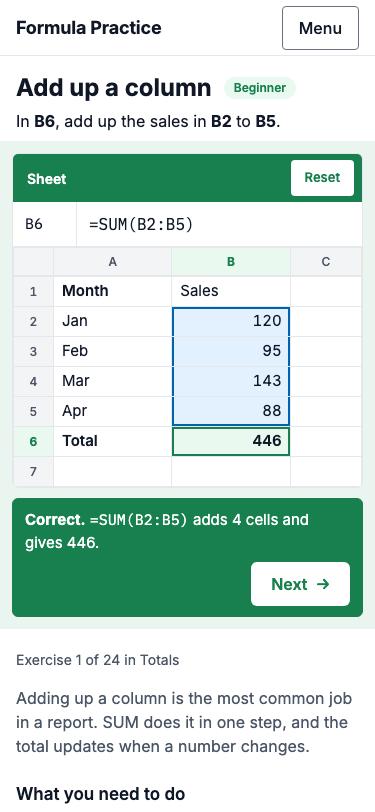 Formula Practice
Menu
Add up a column
Beginner
In B6, add up the sales in B2 to B5.
Sheet
Reset
B6 =SUM(B2:B5)
A B C
1 Month Sales
2 Jan 120
3 Feb 95
4 Mar 143
5 Apr 88
6 Total 446
7
Correct. =SUM(B2:B5) adds 4 cells and
gives 446.
Next →
Exercise 1 of 24 in Totals
Adding up a column is the most common job
in a report. SUM does it in one step, and the
total updates when a number changes.
What you need to do